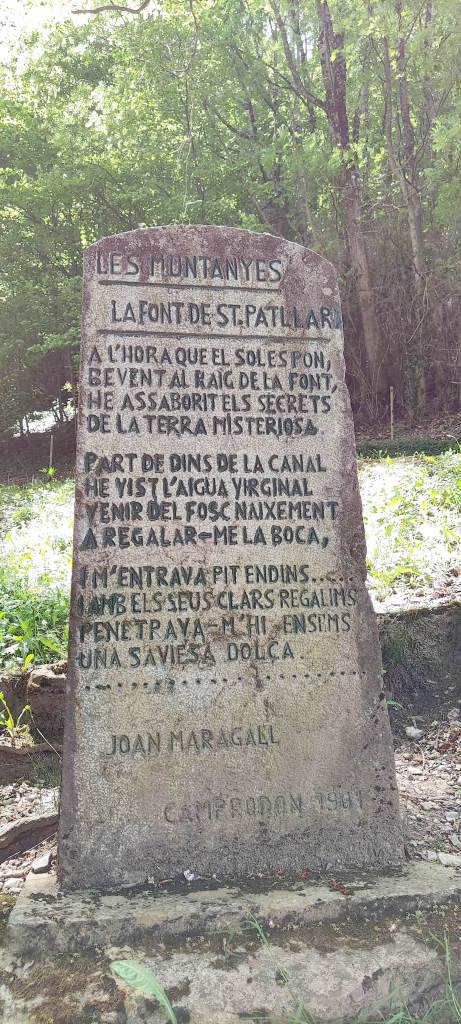 LES MUNTANYES
LA FONT DE ST. PATLLARI
A L'HORA QUE EL SOL ES PON,
BEVENT AL RAIG DE LA FONT,
HE ASSABORIT ELS SECRETS
DE LA TERRA MISTERIOSA.
PART DE DINS DE LA CANAL
HE VIST L'AIGUA VIRGINAL
VENIR DEL FOSC NAIXEMENT
A REGALAR-ME LA BOCA,
I M'ENTRAVA PIT ENDINS......
I AMB ELS SEUS CLARS REGALIMS
PENETRAVA-M'HI ENSEMS
UNA SAVIESA DOLÇA.
JOAN MARAGALL
CAMPRODON 1901